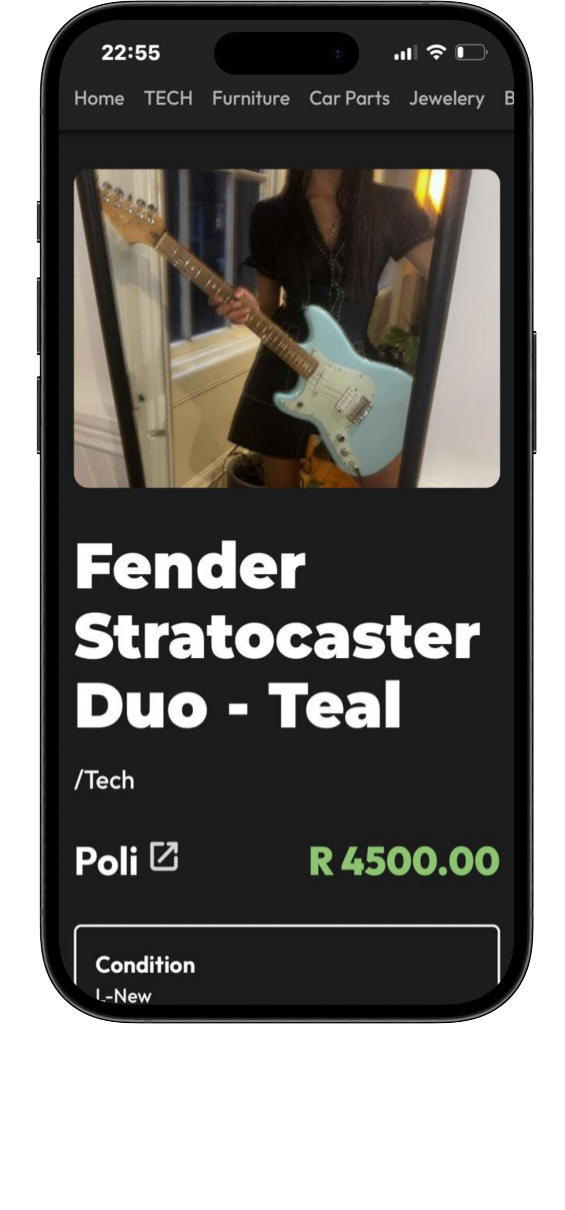 22:55
Home TECH Furniture Car Parts Jewelery B
Fender
Stratocaster
Duo - Teal
/Tech
Poli R 4500.00
Condition
L-New